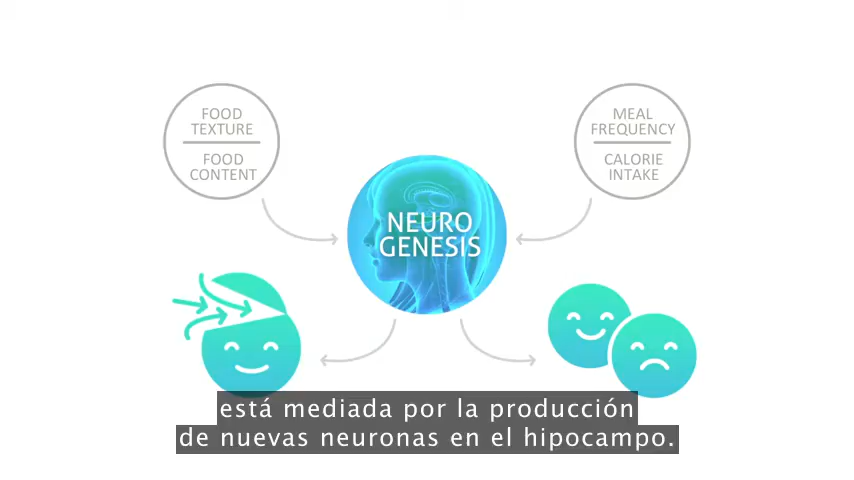 FOOD
TEXTURE
FOOD
CONTENT
MEAL
FREQUENCY
CALORIE
INTAKE
NEURO
GENESIS
está mediada por la producción
de nuevas neuronas en el hipocampo.